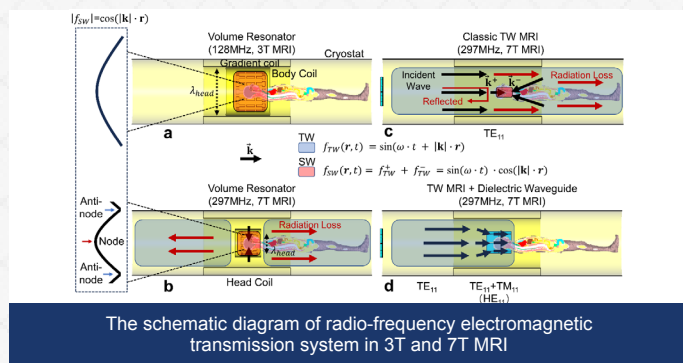 |f_SW|=cos(|k| · r)
Volume Resonator
(128MHz, 3T MRI)
Gradient coil
Body Coil
Cryostat
λ_head
a
Classic TW MRI
(297MHz, 7T MRI)
Incident
Wave
k⁺
k⁻
Radiation Loss
Reflected
c
TE₁₁
k⃗
TW
f_TW(r, t) = sin(ω · t + |k| · r)
SW
f_SW(r, t) = f⁺_TW + f⁻_TW = sin(ω · t) · cos(|k| · r)
Anti-
node
Node
Anti-
node
Volume Resonator
(297MHz, 7T MRI)
Radiation Loss
λ_head
b
Head Coil
TW MRI + Dielectric Waveguide
(297MHz, 7T MRI)
d
TE₁₁
TE₁₁+TM₁₁
(HE₁₁)
The schematic diagram of radio-frequency electromagnetic
transmission system in 3T and 7T MRI